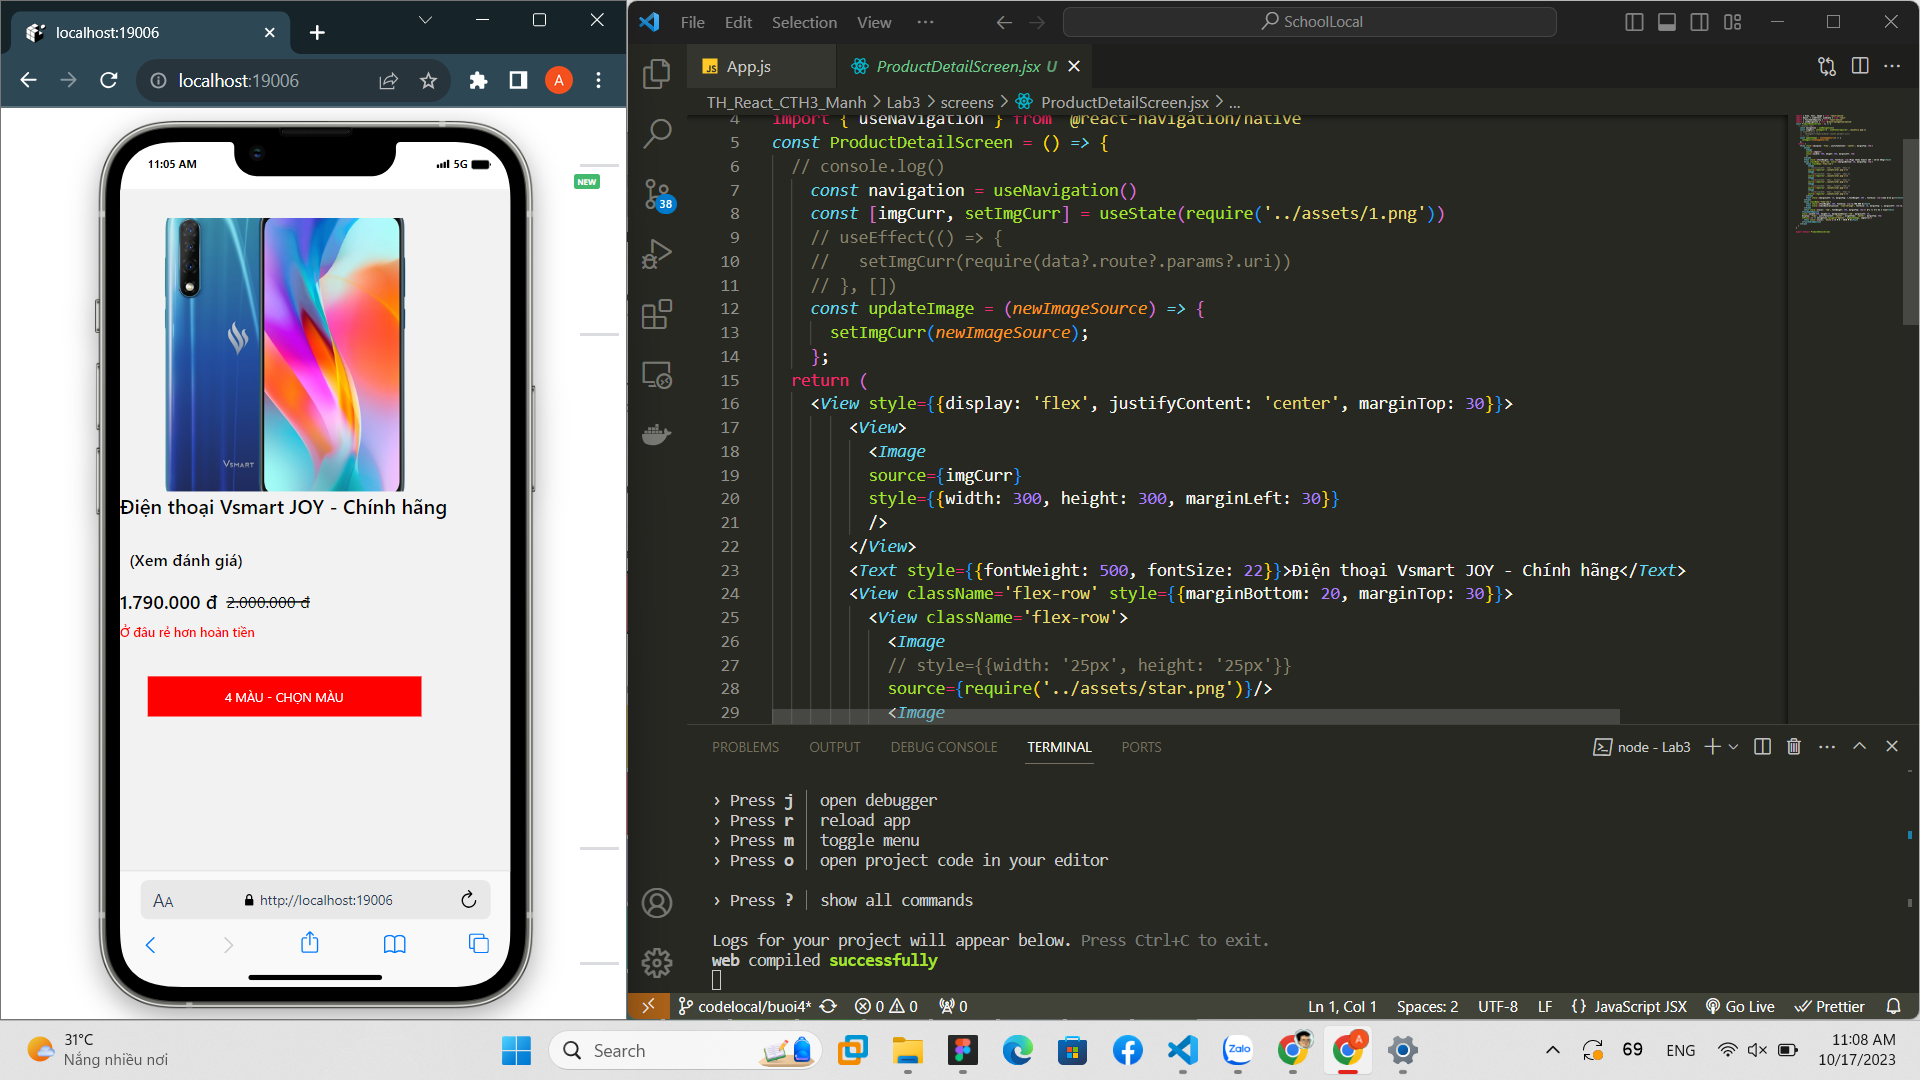 localhost:19006
localhost:19006
A
11:05 AM
5G
NEW
VSMART
Điện thoại Vsmart JOY - Chính hãng
(Xem đánh giá)
1.790.000 đ 2.000.000 đ
Ở đâu rẻ hơn hoàn tiền
4 MÀU - CHỌN MÀU
AA http://localhost:19006
File Edit Selection View ···
SchoolLocal
JS App.js
ProductDetailScreen.jsx U
TH_React_CTH3_Manh > Lab3 > screens > ProductDetailScreen.jsx > ...
4 import { useNavigation } from '@react-navigation/native'
5 const ProductDetailScreen = () => {
6 // console.log()
7 const navigation = useNavigation()
8 const [imgCurr, setImgCurr] = useState(require('../assets/1.png'))
9 // useEffect(() => {
10 //   setImgCurr(require(data?.route?.params?.uri))
11 // }, [])
12 const updateImage = (newImageSource) => {
13 setImgCurr(newImageSource);
14 };
15 return (
16 <View style={{display: 'flex', justifyContent: 'center', marginTop: 30}}>
17 <View>
18 <Image
19 source={imgCurr}
20 style={{width: 300, height: 300, marginLeft: 30}}
21 />
22 </View>
23 <Text style={{fontWeight: 500, fontSize: 22}}>Điện thoại Vsmart JOY - Chính hãng</Text>
24 <View className='flex-row' style={{marginBottom: 20, marginTop: 30}}>
25 <View className='flex-row'>
26 <Image
27 // style={{width: '25px', height: '25px'}}
28 source={require('../assets/star.png')}/>
29 <Image
38
PROBLEMS OUTPUT DEBUG CONSOLE TERMINAL PORTS
node - Lab3
› Press j │ open debugger
› Press r │ reload app
› Press m │ toggle menu
› Press o │ open project code in your editor
› Press ? │ show all commands
Logs for your project will appear below. Press Ctrl+C to exit.
web compiled successfully
codelocal/buoi4* 0 0 0
Ln 1, Col 1 Spaces: 2 UTF-8 LF {} JavaScript JSX Go Live Prettier
31°C
Nắng nhiều nơi
Search
Zalo
A
69
ENG
11:08 AM
10/17/2023